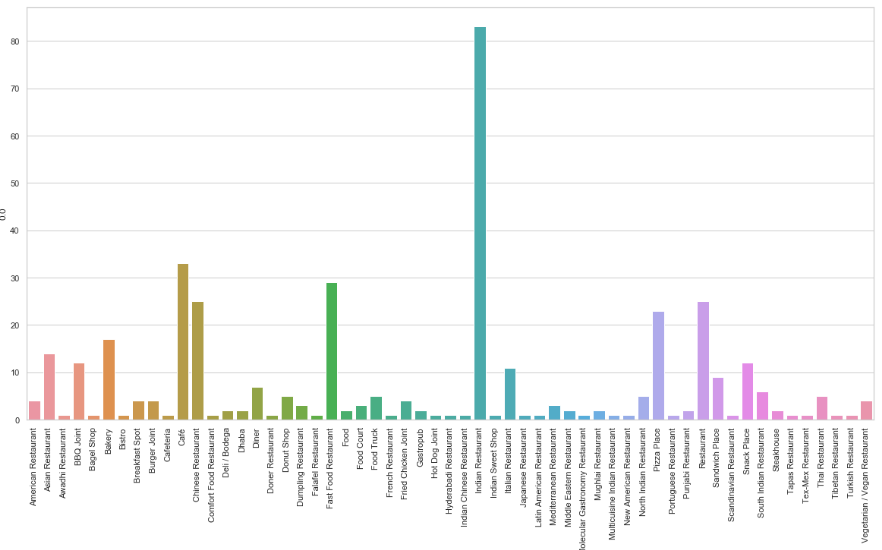 80
70
60
50
40
30
20
10
0
0.0
American Restaurant
Asian Restaurant
Awadhi Restaurant
BBQ Joint
Bagel Shop
Bakery
Bistro
Breakfast Spot
Burger Joint
Cafeteria
Café
Chinese Restaurant
Comfort Food Restaurant
Deli / Bodega
Dhaba
Diner
Doner Restaurant
Donut Shop
Dumpling Restaurant
Falafel Restaurant
Fast Food Restaurant
Food
Food Court
Food Truck
French Restaurant
Fried Chicken Joint
Gastropub
Hot Dog Joint
Hyderabadi Restaurant
Indian Chinese Restaurant
Indian Restaurant
Indian Sweet Shop
Italian Restaurant
Japanese Restaurant
Latin American Restaurant
Mediterranean Restaurant
Middle Eastern Restaurant
olecular Gastronomy Restaurant
Mughlai Restaurant
Multicuisine Indian Restaurant
New American Restaurant
North Indian Restaurant
Pizza Place
Portuguese Restaurant
Punjabi Restaurant
Restaurant
Sandwich Place
Scandinavian Restaurant
Snack Place
South Indian Restaurant
Steakhouse
Tapas Restaurant
Tex-Mex Restaurant
Thai Restaurant
Tibetan Restaurant
Turkish Restaurant
Vegetarian / Vegan Restaurant